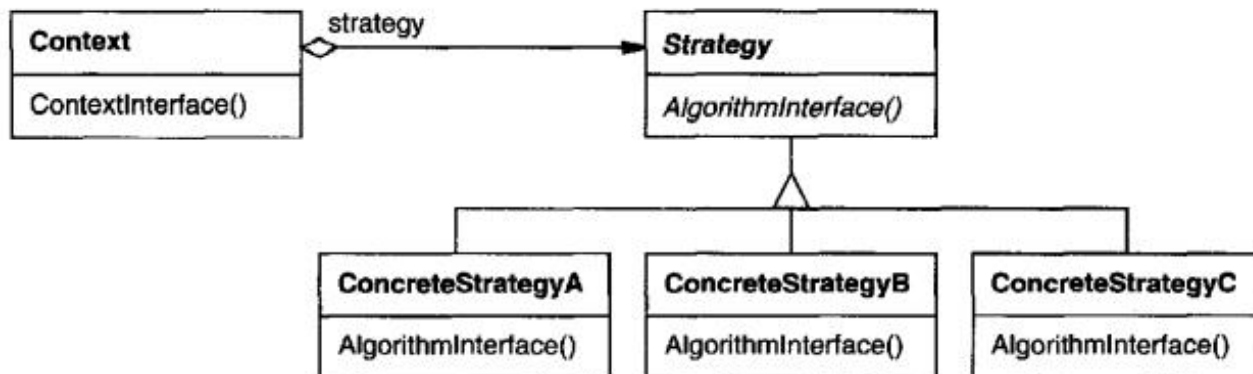 strategy
Context
Strategy
ContextInterface()
AlgorithmInterface()
ConcreteStrategyA
ConcreteStrategyB
ConcreteStrategyC
AlgorithmInterface()
AlgorithmInterface()
AlgorithmInterface()